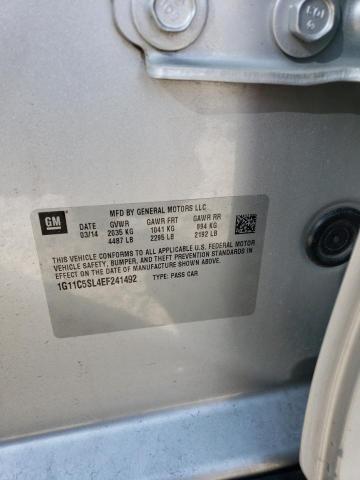 LDI
MFD BY GENERAL MOTORS LLC
GM
DATE GVWR GAWR FRT GAWR RR
03/14 2035 KG 1041 KG 994 KG
4487 LB 2295 LB 2192 LB
THIS VEHICLE CONFORMS TO ALL APPLICABLE U.S. FEDERAL MOTOR
VEHICLE SAFETY, BUMPER, AND THEFT PREVENTION STANDARDS IN
EFFECT ON THE DATE OF MANUFACTURE SHOWN ABOVE.
1G11C5SL4EF241492 TYPE: PASS CAR